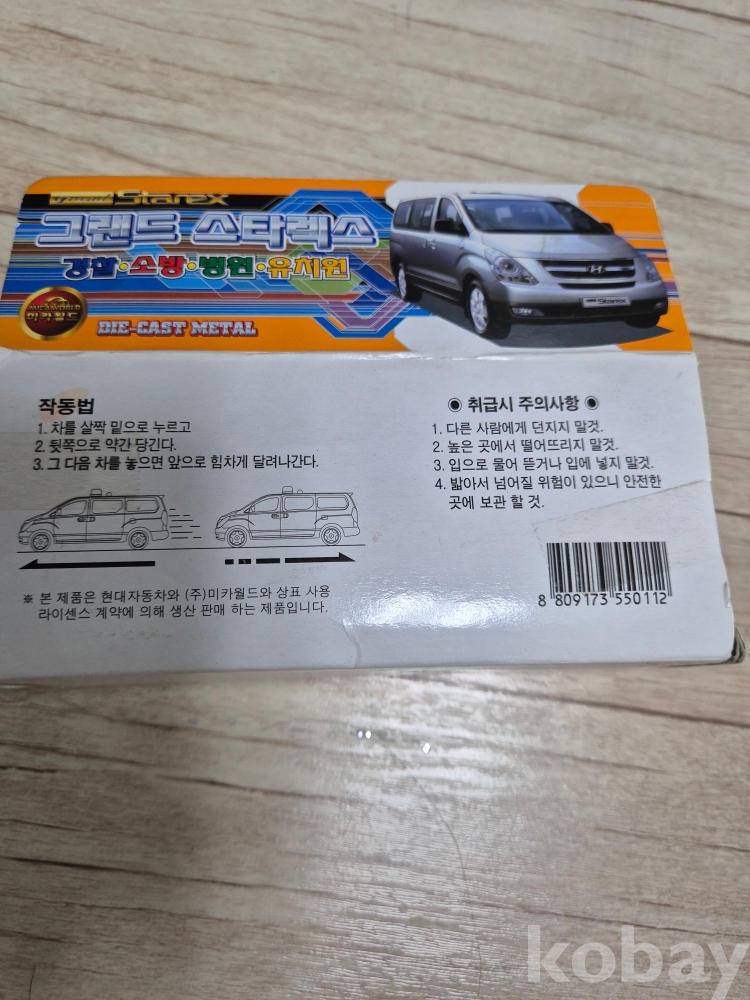 Grand Starex
그랜드 스타렉스
경찰·소방·병원·유치원
MICAWORLD
미카월드
DIE-CAST METAL
작동법
1. 차를 살짝 밑으로 누르고
2. 뒷쪽으로 약간 당긴다.
3. 그 다음 차를 놓으면 앞으로 힘차게 달려나간다.
※ 본 제품은 현대자동차와 (주)미카월드와 상표 사용
라이센스 계약에 의해 생산 판매 하는 제품입니다.
◉ 취급시 주의사항 ◉
1. 다른 사람에게 던지지 말것.
2. 높은 곳에서 떨어뜨리지 말것.
3. 입으로 물어 뜯거나 입에 넣지 말것.
4. 밟아서 넘어질 위험이 있으니 안전한
곳에 보관 할 것.
8 809173 550112
kobay